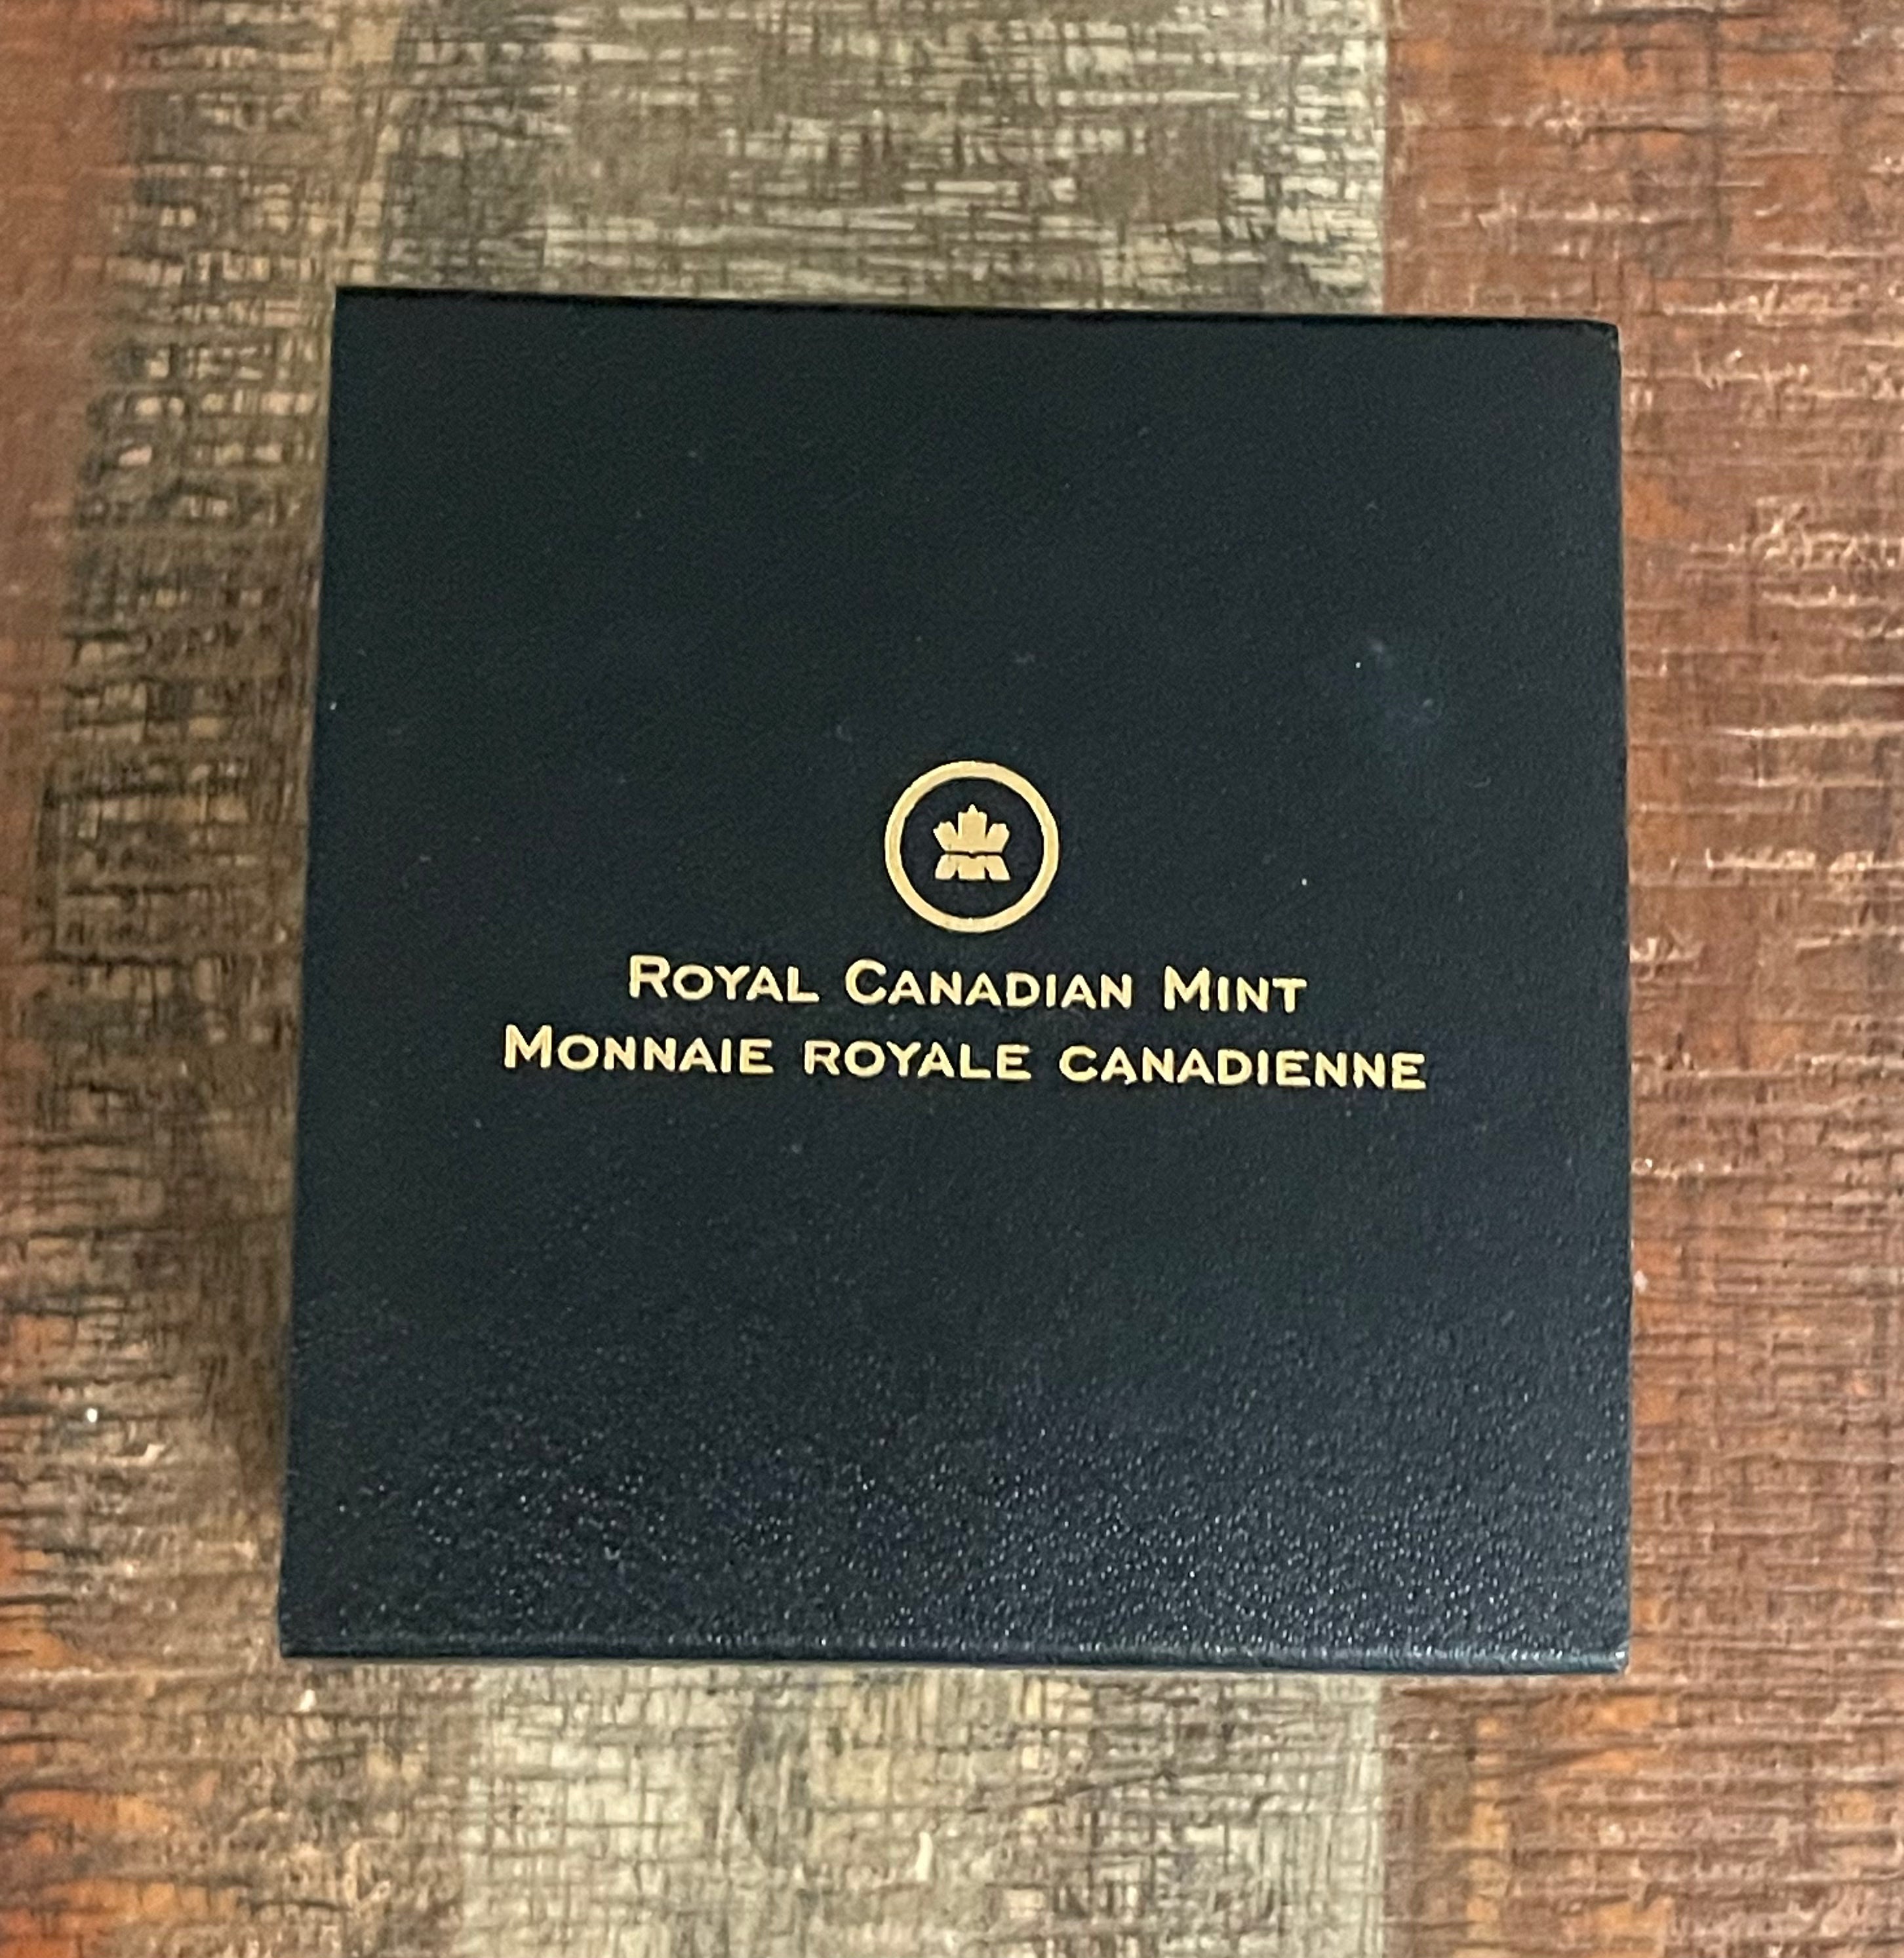 Royal Canadian Mint
Monnaie royale canadienne